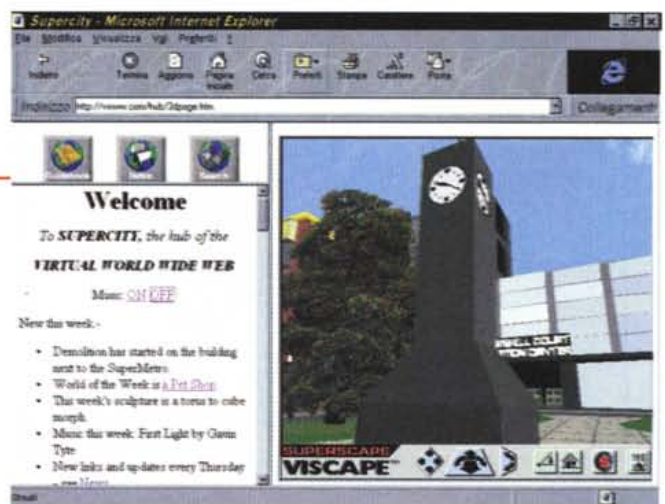 Supercity - Microsoft Internet Explorer
File Modifica Visualizza Vai Preferiti ?
Indietro Termina Aggiorna Pagina iniziale Cerca Preferiti Stampa Carattere Posta
Indirizzo Collegamenti
Welcome
To SUPERCITY, the hub of the
VIRTUAL WORLD WIDE WEB
Music: ON OFF
New this week:-
• Demolition has started on the building
next to the SuperMetro.
• World of the Week is a Pet Shop.
• This week's sculpture is a torus to cube
morph.
• Music this week: First Light by Gavin
Tyte
• New links and updates every Thursday
- see News
SUPERSCAPE
VISCAPE™